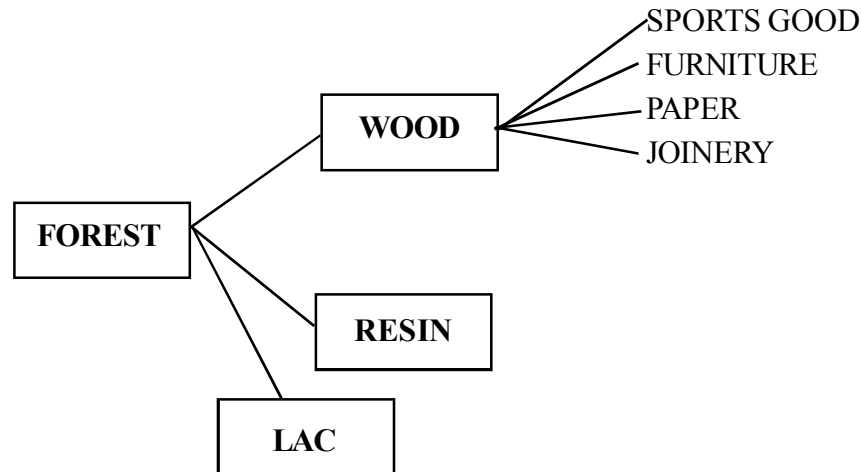 SPORTS GOOD
FURNITURE
PAPER
JOINERY
WOOD
FOREST
RESIN
LAC